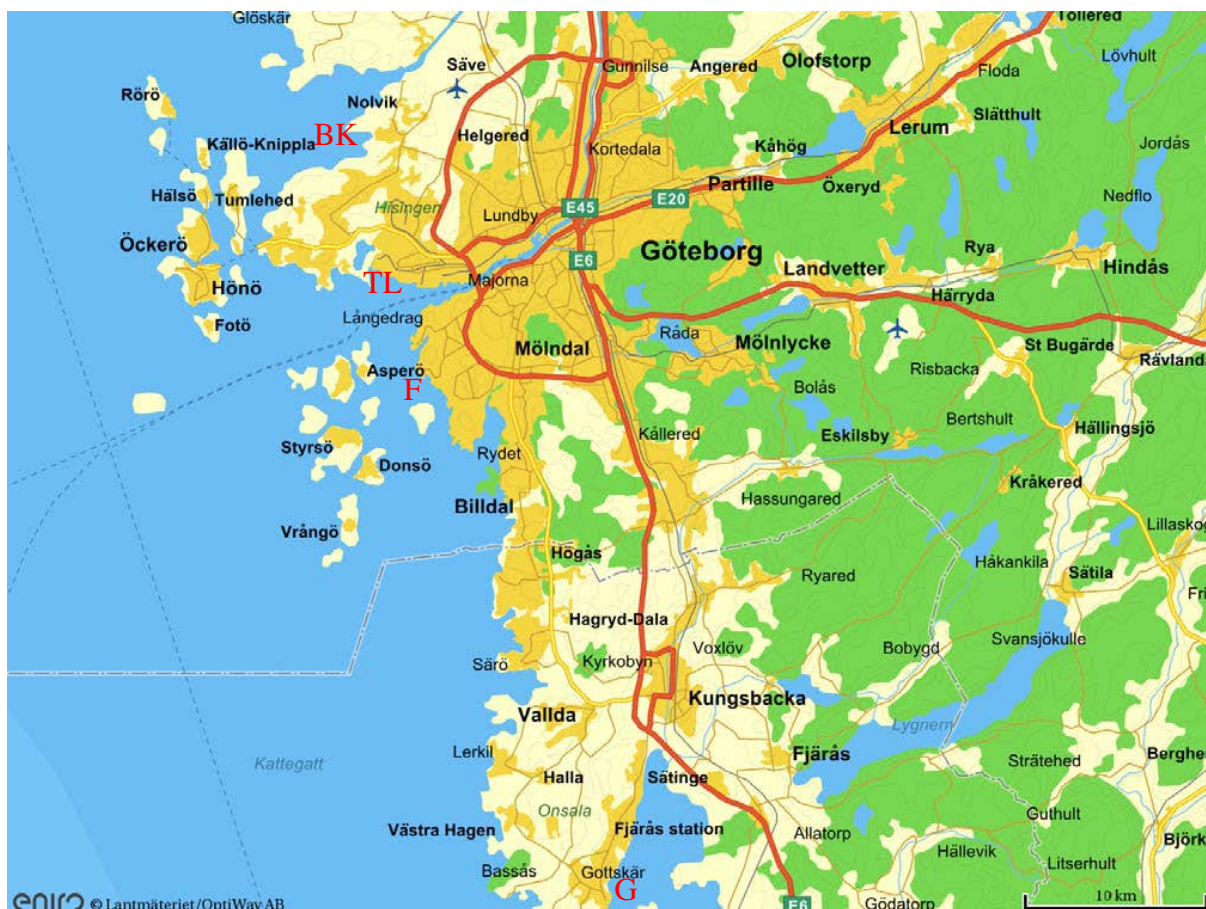 Glöskär
Tollered
Lövhult
Säve
Gunnilse
Angered
Olofstorp
Floda
Rörö
Nolvik
Slätthult
Källö-Knippla
BK
Helgered
Kortedala
Kåhög
Lerum
Jordås
Hälsö
Tumlehed
Hisingen
Lundby
E45
E20
Partille
Öxeryd
Nedflo
Öckerö
E6
Göteborg
Rya
Hönö
TL
Majorna
Landvetter
Hindås
Härryda
Fotö
Långedrag
Mölndal
Råda
Mölnlycke
St Bugärde
Rävlanda
Asperö
F
Bolås
Risbacka
Styrsö
Donsö
Rydet
Kållered
Eskilsby
Bertshult
Hällingsjö
Kråkered
Billdal
Hassungared
Vrångö
Lillaskog
Högås
Ryared
Håkankila
Sätila
Fri
Hagryd-Dala
Svansjökulle
Särö
Kyrkobyn
Voxlöv
Bobygd
Kungsbacka
Vallda
Lygnern
Kattegatt
Lerkil
Halla
Sätinge
Fjärås
Strätehed
Berghem
Onsala
Västra Hagen
Fjärås station
Allatorp
Guthult
Björk
Bassås
Gottskär
G
Hällevik
Litserhult
eniro © Lantmäteriet/OptiWay AB
E6
Gödatorp
10 km